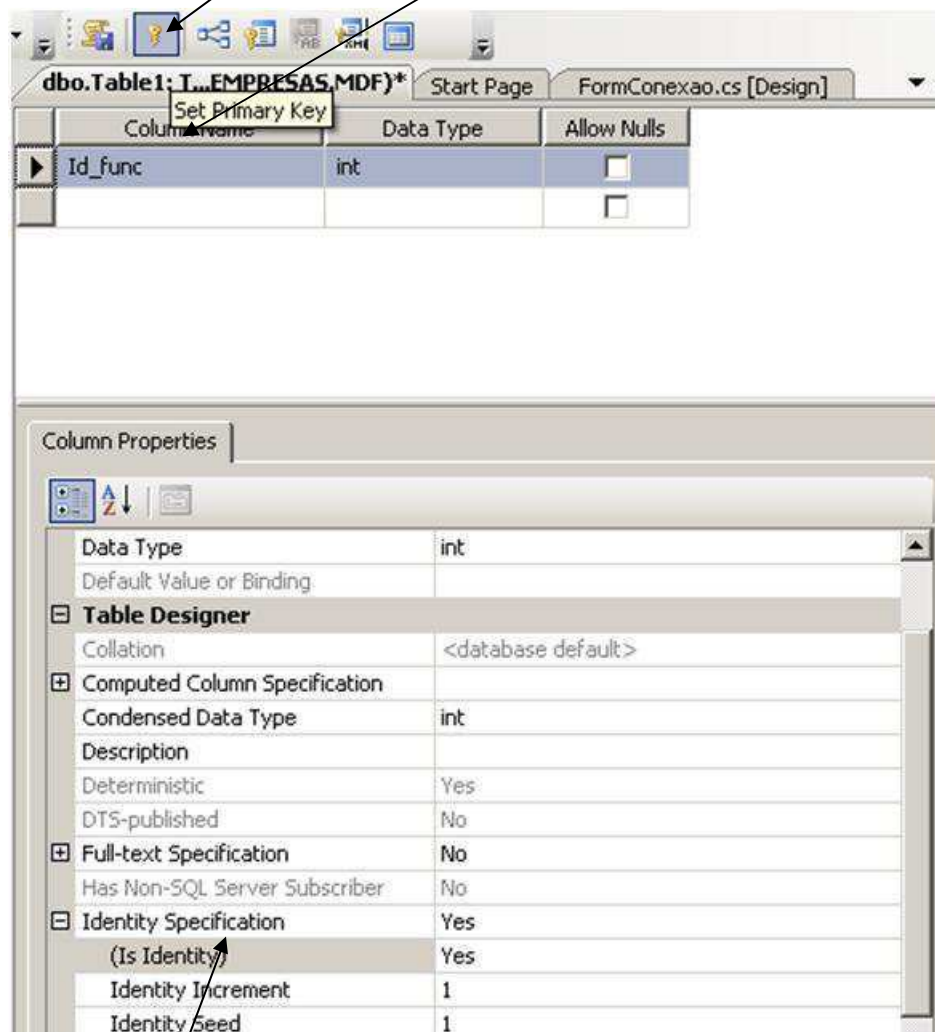 dbo.Table1: T...EMPRESAS.MDF)* Start Page FormConexao.cs [Design]
Set Primary Key
Column Name Data Type Allow Nulls
Id_func int
Column Properties
Data Type int
Default Value or Binding
Table Designer
Collation <database default>
Computed Column Specification
Condensed Data Type int
Description
Deterministic Yes
DTS-published No
Full-text Specification No
Has Non-SQL Server Subscriber No
Identity Specification Yes
(Is Identity) Yes
Identity Increment 1
Identity Seed 1